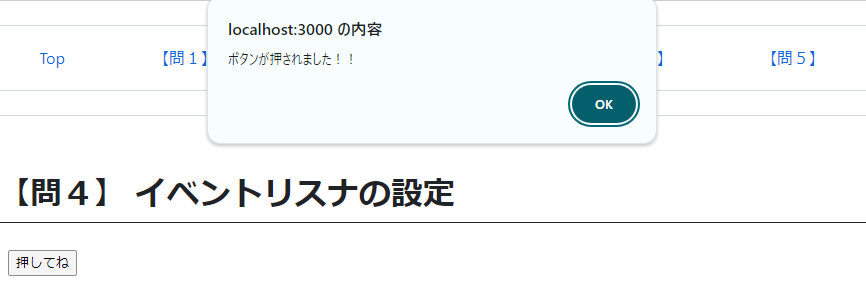 localhost:3000 の内容
ボタンが押されました！！
OK
Top 【問１】 】 【問５】
【問４】 イベントリスナの設定
押してね